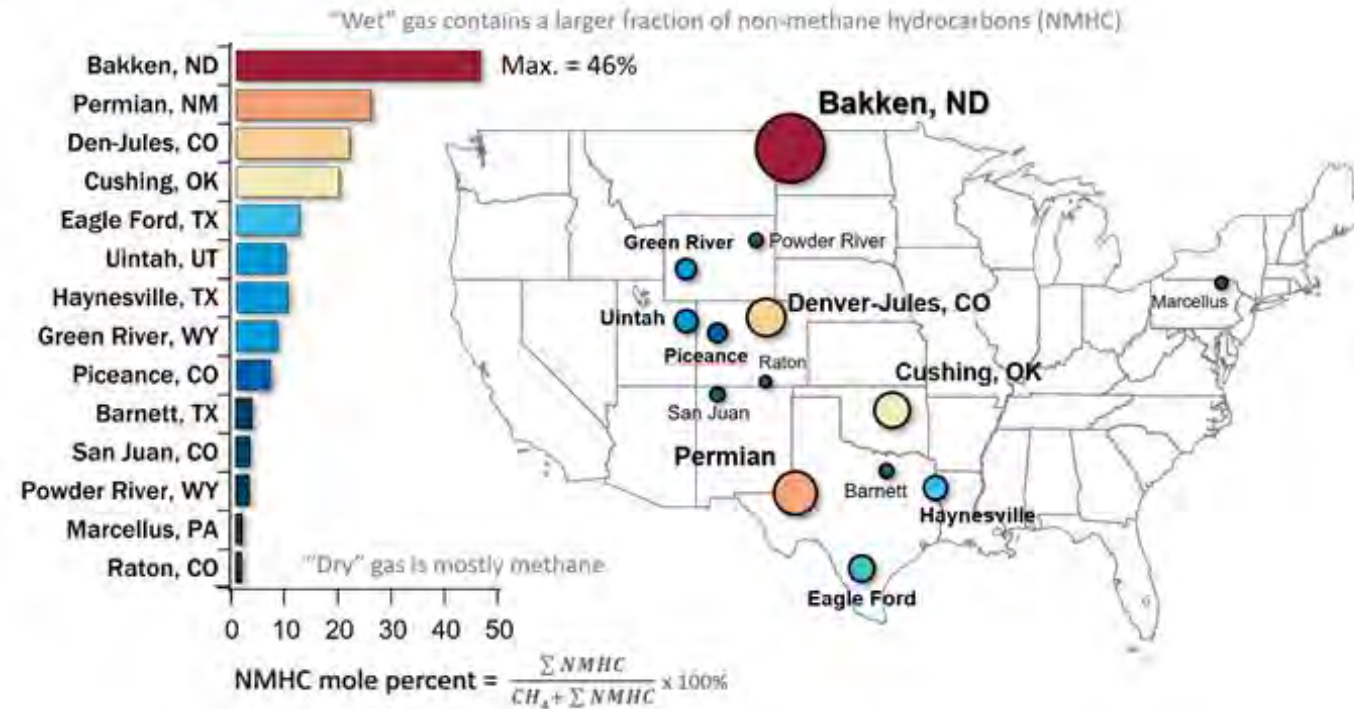 "Wet" gas contains a larger fraction of non-methane hydrocarbons (NMHC)
Bakken, ND
Max. = 46%
Permian, NM
Den-Jules, CO
Cushing, OK
Eagle Ford, TX
Uintah, UT
Haynesville, TX
Green River, WY
Piceance, CO
Barnett, TX
San Juan, CO
Powder River, WY
Marcellus, PA
Raton, CO
""Dry" gas is mostly methane
0 10 20 30 40 50
NMHC mole percent = ∑ NMHC / CH₄ + ∑ NMHC x 100%
Bakken, ND
Green River
Powder River
Marcellus
Denver-Jules, CO
Uintah
Piceance
Raton
Cushing, OK
San Juan
Permian
Barnett
Haynesville
Eagle Ford